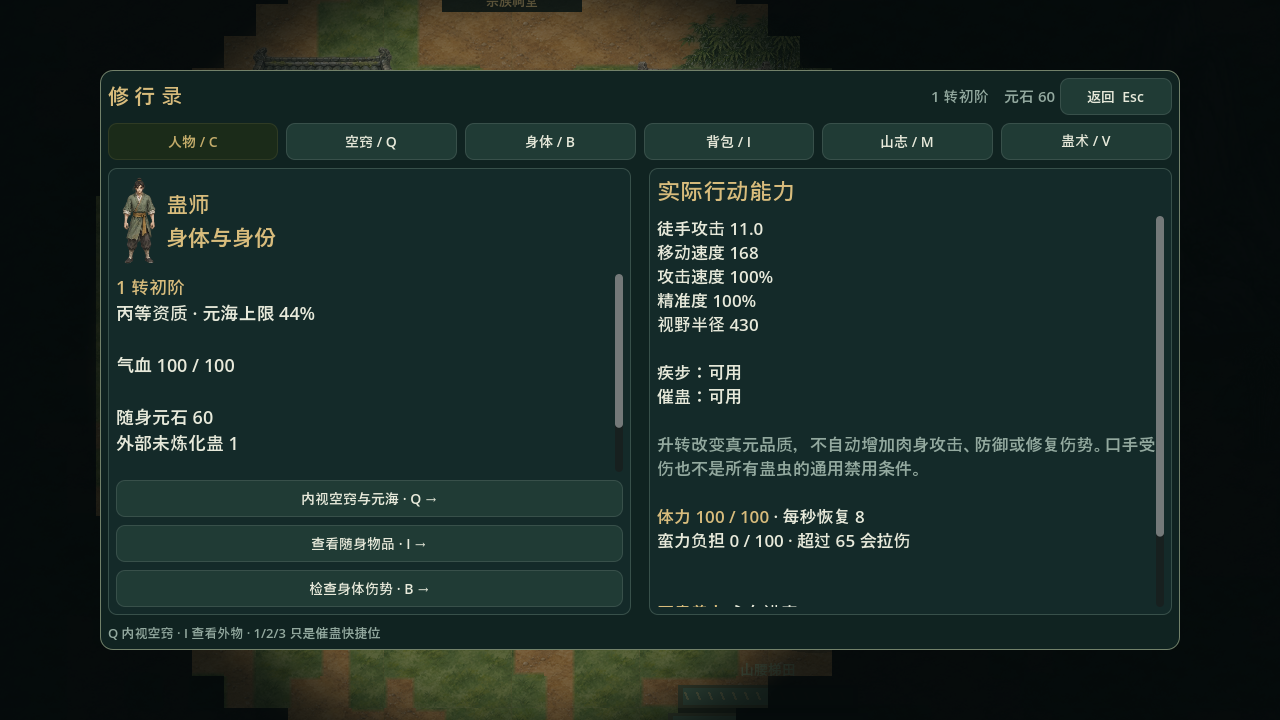 宗族祠堂
修行录
1 转初阶 元石 60 返回 Esc
人物 / C 空窍 / Q 身体 / B 背包 / I 山志 / M 蛊术 / V
蛊师
身体与身份
1 转初阶
丙等资质 · 元海上限 44%
气血 100 / 100
随身元石 60
外部未炼化蛊 1
内视空窍与元海 · Q →
查看随身物品 · I →
检查身体伤势 · B →
实际行动能力
徒手攻击 11.0
移动速度 168
攻击速度 100%
精准度 100%
视野半径 430
疾步：可用
催蛊：可用
升转改变真元品质，不自动增加肉身攻击、防御或修复伤势。口手受
伤也不是所有蛊虫的通用禁用条件。
体力 100 / 100 · 每秒恢复 8
蛮力负担 0 / 100 · 超过 65 会拉伤
Q 内视空窍 · I 查看外物 · 1/2/3 只是催蛊快捷位